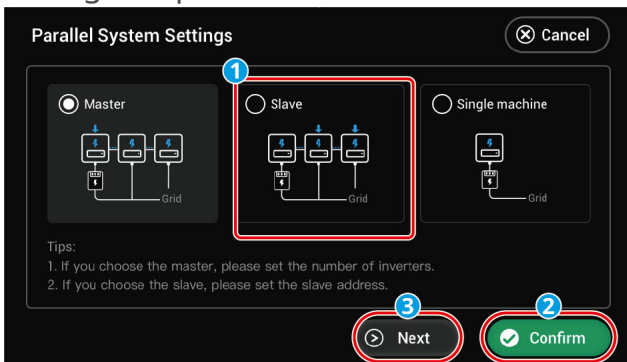 Parallel System Settings
Cancel
1
Master
Slave
Single machine
Grid
Grid
Grid
Tips:
1. If you choose the master, please set the number of inverters.
2. If you choose the slave, please set the slave address.
3
2
Next
Confirm